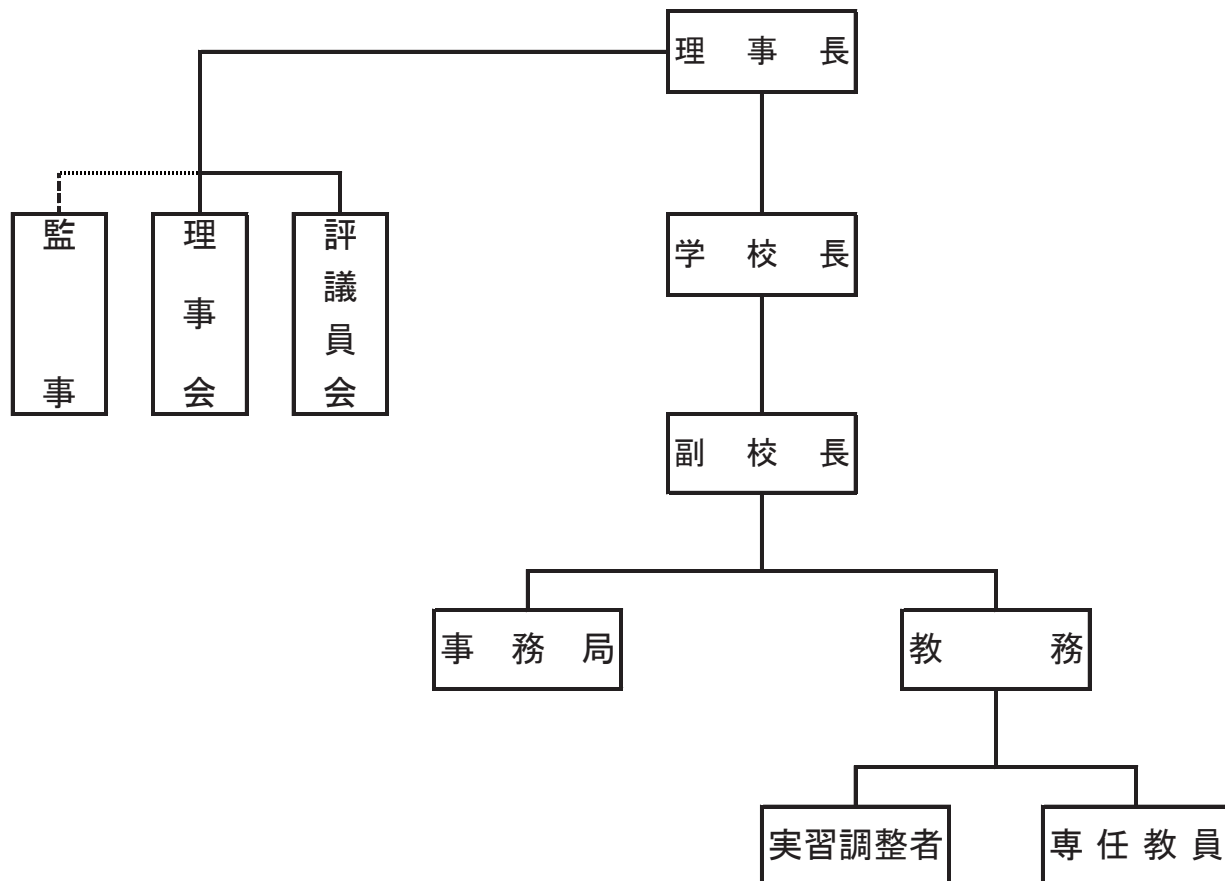 理事長
監事
理事会
評議員会
学校長
副校長
事務局
教務
実習調整者
専任教員